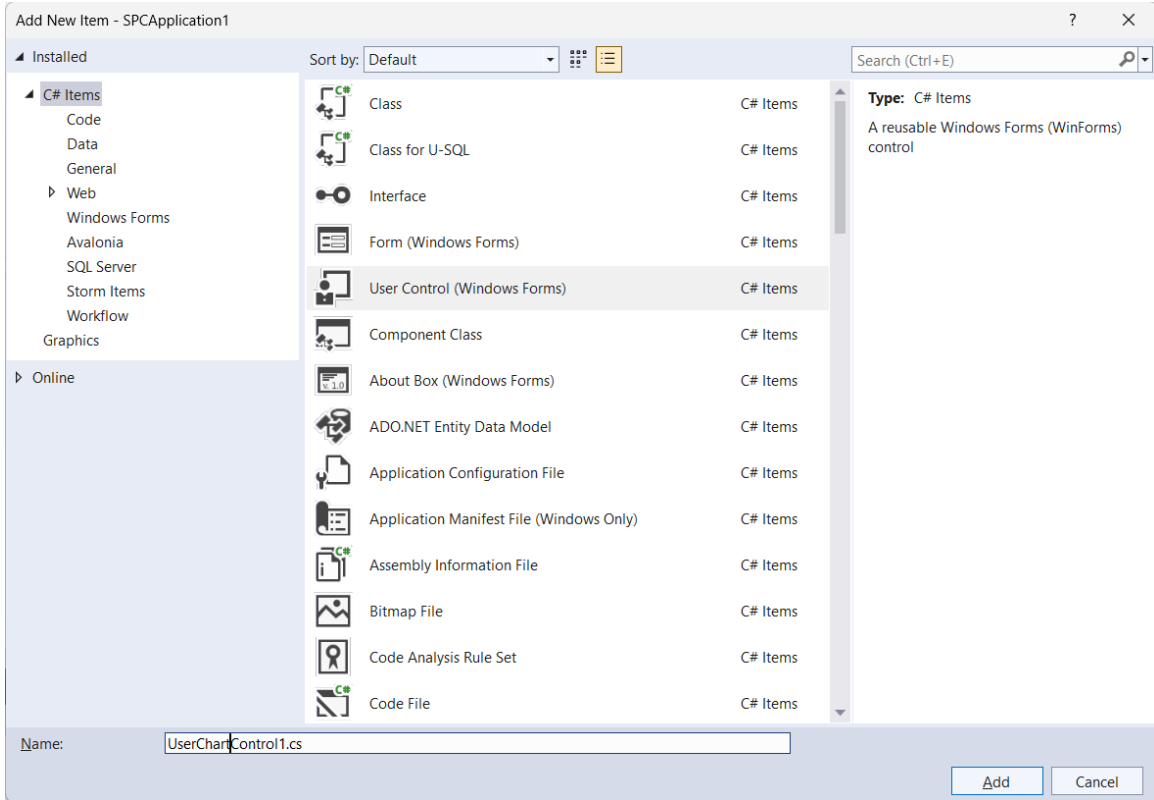 Add New Item - SPCApplication1
?
Installed
C# Items
Code
Data
General
Web
Windows Forms
Avalonia
SQL Server
Storm Items
Workflow
Graphics
Online
Sort by: Default
Class C# Items
Class for U-SQL C# Items
Interface C# Items
Form (Windows Forms) C# Items
User Control (Windows Forms) C# Items
Component Class C# Items
About Box (Windows Forms) C# Items
ADO.NET Entity Data Model C# Items
Application Configuration File C# Items
Application Manifest File (Windows Only) C# Items
Assembly Information File C# Items
Bitmap File C# Items
Code Analysis Rule Set C# Items
Code File C# Items
Search (Ctrl+E)
Type: C# Items
A reusable Windows Forms (WinForms)
control
Name: UserChartControl1.cs
Add Cancel